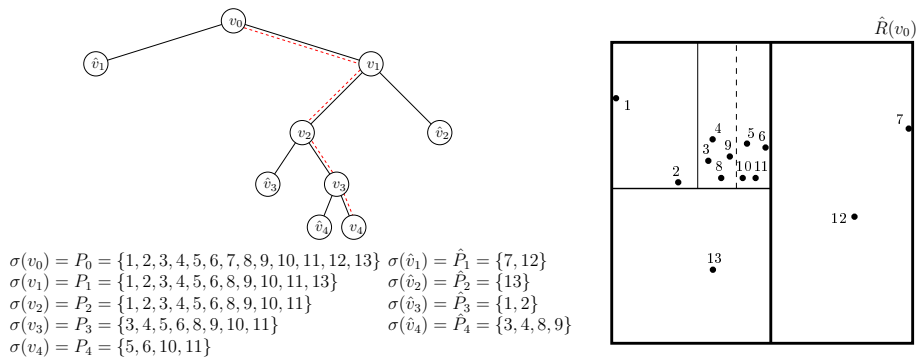 v₀
v̂₁
v₁
v₂
v̂₂
v̂₃
v₃
v̂₄
v₄
σ(v₀) = P₀ = {1, 2, 3, 4, 5, 6, 7, 8, 9, 10, 11, 12, 13} σ(v̂₁) = P̂₁ = {7, 12}
σ(v₁) = P₁ = {1, 2, 3, 4, 5, 6, 8, 9, 10, 11, 13} σ(v̂₂) = P̂₂ = {13}
σ(v₂) = P₂ = {1, 2, 3, 4, 5, 6, 8, 9, 10, 11} σ(v̂₃) = P̂₃ = {1, 2}
σ(v₃) = P₃ = {3, 4, 5, 6, 8, 9, 10, 11} σ(v̂₄) = P̂₄ = {3, 4, 8, 9}
σ(v₄) = P₄ = {5, 6, 10, 11}
R̂(v₀)
1
7
4
5
6
3
9
2
8
10
11
12
13